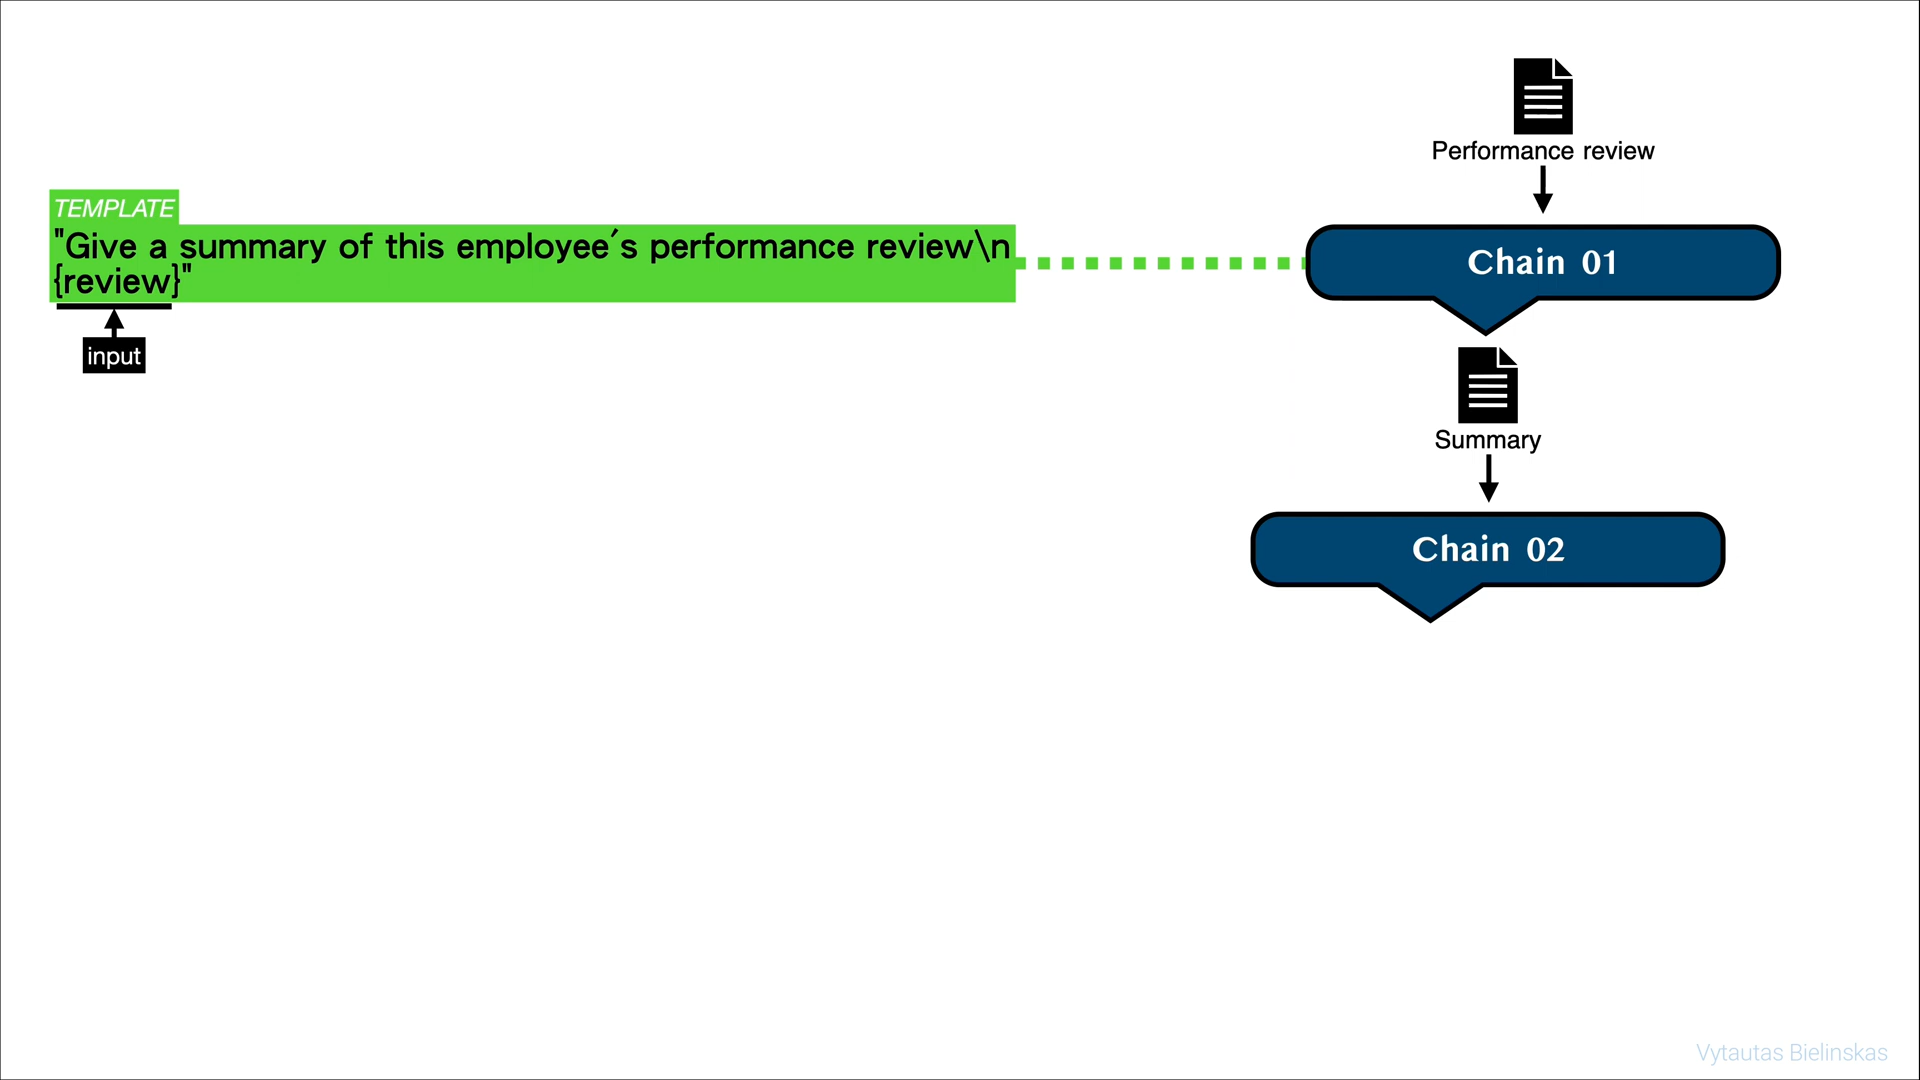 Performance review
TEMPLATE
"Give a summary of this employee's performance review\n
{review}"
Chain 01
input
Summary
Chain 02
Vytautas Bielinskas